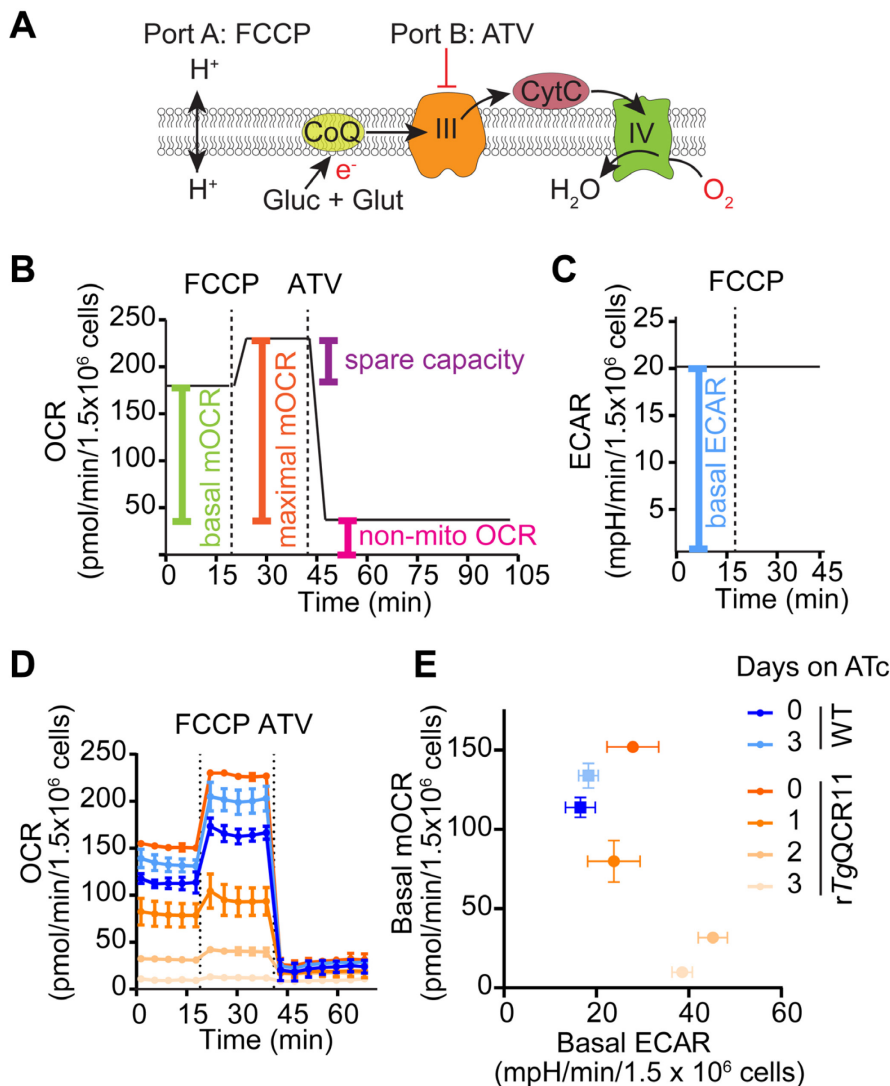 A
Port A: FCCP
Port B: ATV
H⁺
H⁺
CoQ
III
CytC
IV
e⁻
Gluc + Glut
H₂O
O₂
B
FCCP ATV
OCR
(pmol/min/1.5x10⁶ cells)
250
200
150
100
50
0
basal mOCR
maximal mOCR
spare capacity
non-mito OCR
0 15 30 45 60 75 90 105
Time (min)
C
FCCP
ECAR
(mpH/min/1.5x10⁶ cells)
25
20
15
10
5
basal ECAR
0 15 30 45
Time (min)
D
FCCP ATV
OCR
(pmol/min/1.5x10⁶ cells)
250
200
150
100
50
0
0 15 30 45 60
Time (min)
E
Basal mOCR
(pmol/min/1.5x10⁶ cells)
150
100
50
0
0 20 40 60
Basal ECAR
(mpH/min/1.5 x 10⁶ cells)
Days on ATc
0
3
WT
0
1
2
3
rTgQCR11